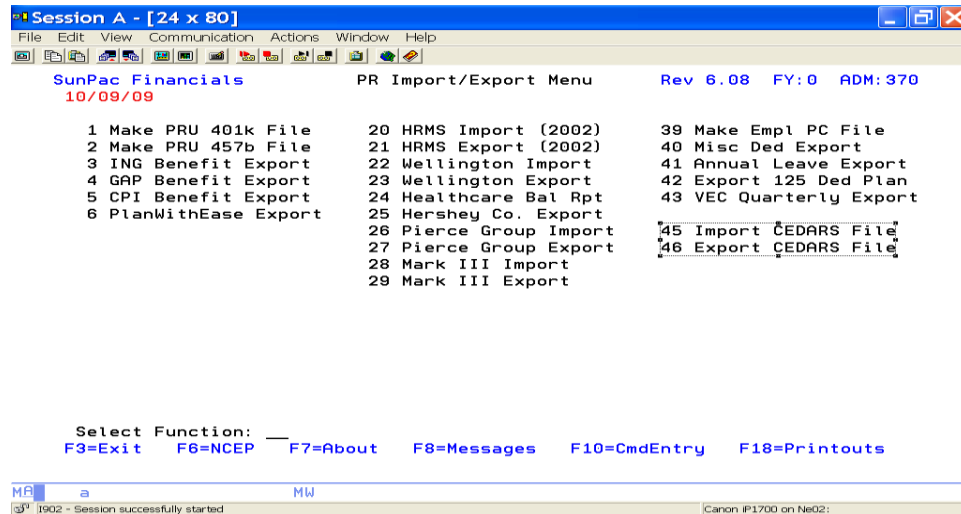 Session A - [24 x 80]
File Edit View Communication Actions Window Help
SunPac Financials PR Import/Export Menu Rev 6.08 FY:0 ADM:370
10/09/09
1 Make PRU 401k File 20 HRMS Import (2002) 39 Make Empl PC File
2 Make PRU 457b File 21 HRMS Export (2002) 40 Misc Ded Export
3 ING Benefit Export 22 Wellington Import 41 Annual Leave Export
4 GAP Benefit Export 23 Wellington Export 42 Export 125 Ded Plan
5 CPI Benefit Export 24 Healthcare Bal Rpt 43 VEC Quarterly Export
6 PlanWithEase Export 25 Hershey Co. Export
26 Pierce Group Import 45 Import CEDARS File
27 Pierce Group Export 46 Export CEDARS File
28 Mark III Import
29 Mark III Export
Select Function: __
F3=Exit F6=NCEP F7=About F8=Messages F10=CmdEntry F18=Printouts
MA a MW
I902 - Session successfully started Canon iP1700 on Ne02: